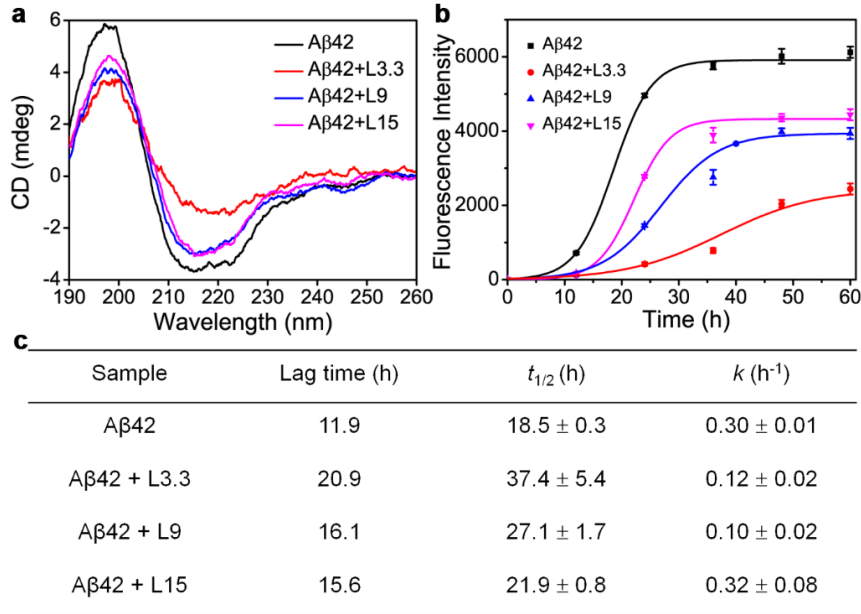 a
6
4
2
0
-2
-4
CD (mdeg)
190 200 210 220 230 240 250 260
Wavelength (nm)
Aβ42
Aβ42+L3.3
Aβ42+L9
Aβ42+L15
b
6000
4000
2000
0
Fluorescence Intensity
0 10 20 30 40 50 60
Time (h)
Aβ42
Aβ42+L3.3
Aβ42+L9
Aβ42+L15
c
Sample Lag time (h) t1/2 (h) k (h-1)
Aβ42 11.9 18.5 ± 0.3 0.30 ± 0.01
Aβ42 + L3.3 20.9 37.4 ± 5.4 0.12 ± 0.02
Aβ42 + L9 16.1 27.1 ± 1.7 0.10 ± 0.02
Aβ42 + L15 15.6 21.9 ± 0.8 0.32 ± 0.08